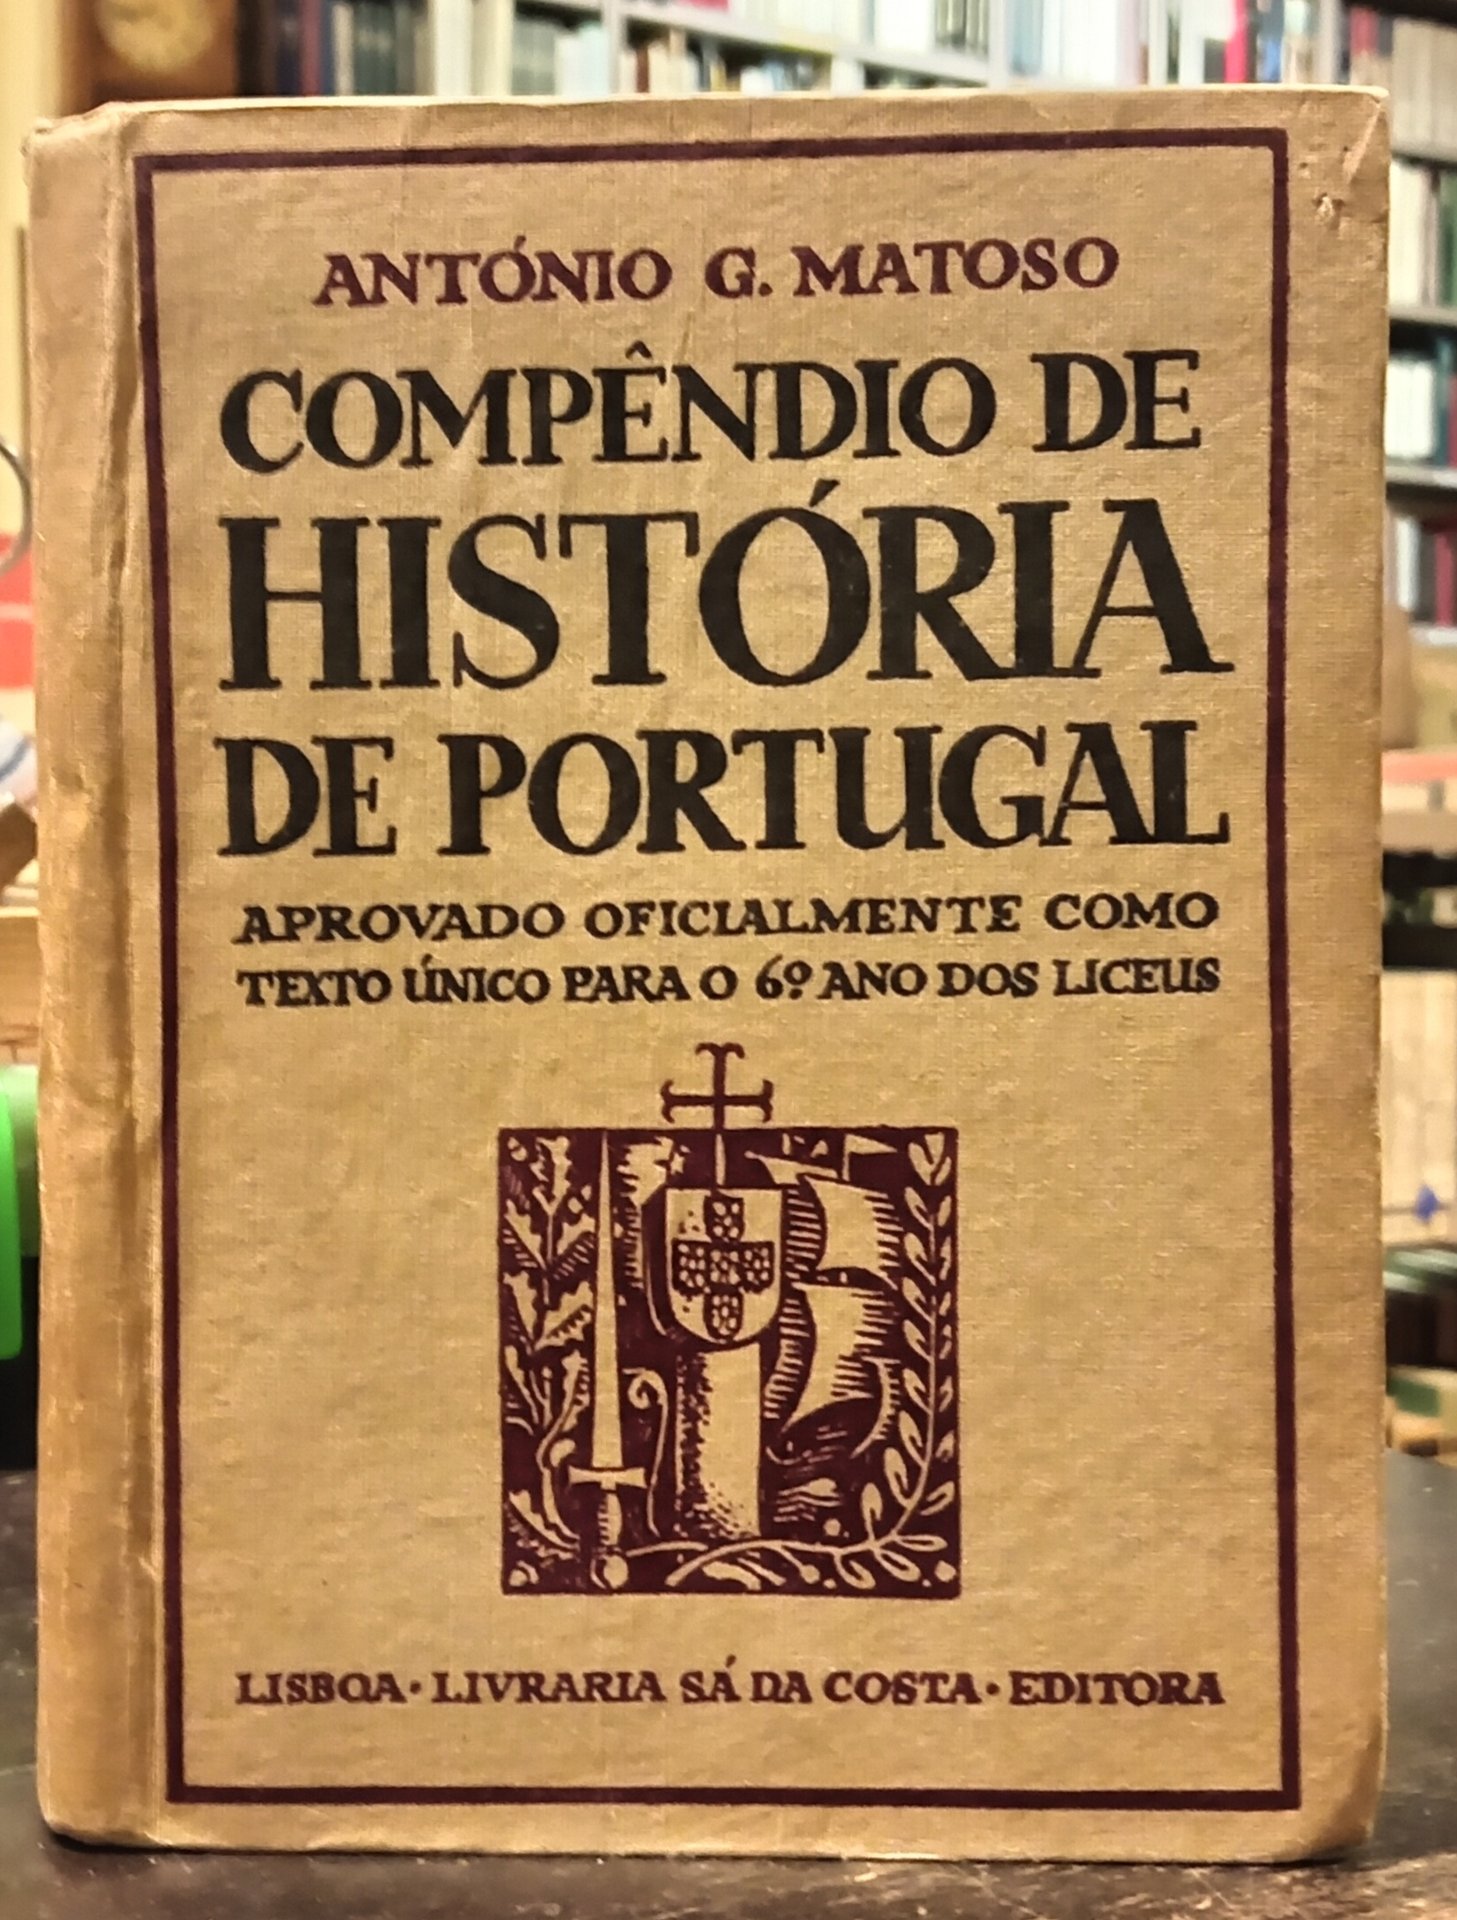 ANTÓNIO G. MATOSO
COMPÊNDIO DE
HISTÓRIA
DE PORTUGAL
APROVADO OFICIALMENTE COMO
TEXTO ÚNICO PARA O 6º ANO DOS LICEUS
LISBOA · LIVRARIA SÁ DA COSTA · EDITORA